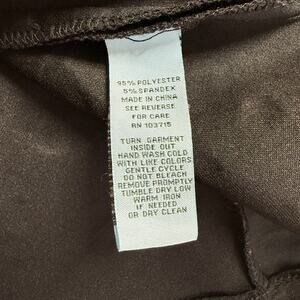 95% POLYESTER
5% SPANDEX
MADE IN CHINA
SEE REVERSE
FOR CARE
RN 103715
TURN GARMENT
INSIDE OUT
HAND WASH COLD
WITH LIKE COLORS
GENTLE CYCLE
DO NOT BLEACH
REMOVE PROMPTLY
TUMBLE DRY LOW
WARM IRON
IF NEEDED
OR DRY CLEAN